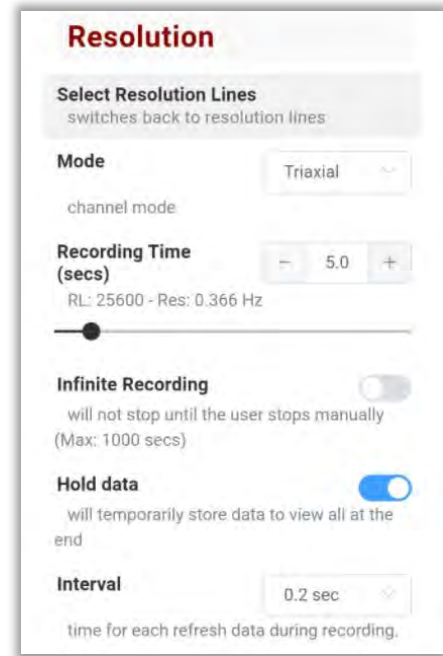 Resolution
Select Resolution Lines
switches back to resolution lines
Mode
Triaxial
channel mode
Recording Time
(secs)
- 5.0 +
RL: 25600 - Res: 0.366 Hz
Infinite Recording
will not stop until the user stops manually
(Max: 1000 secs)
Hold data
will temporarily store data to view all at the
end
Interval
0.2 sec
time for each refresh data during recording.